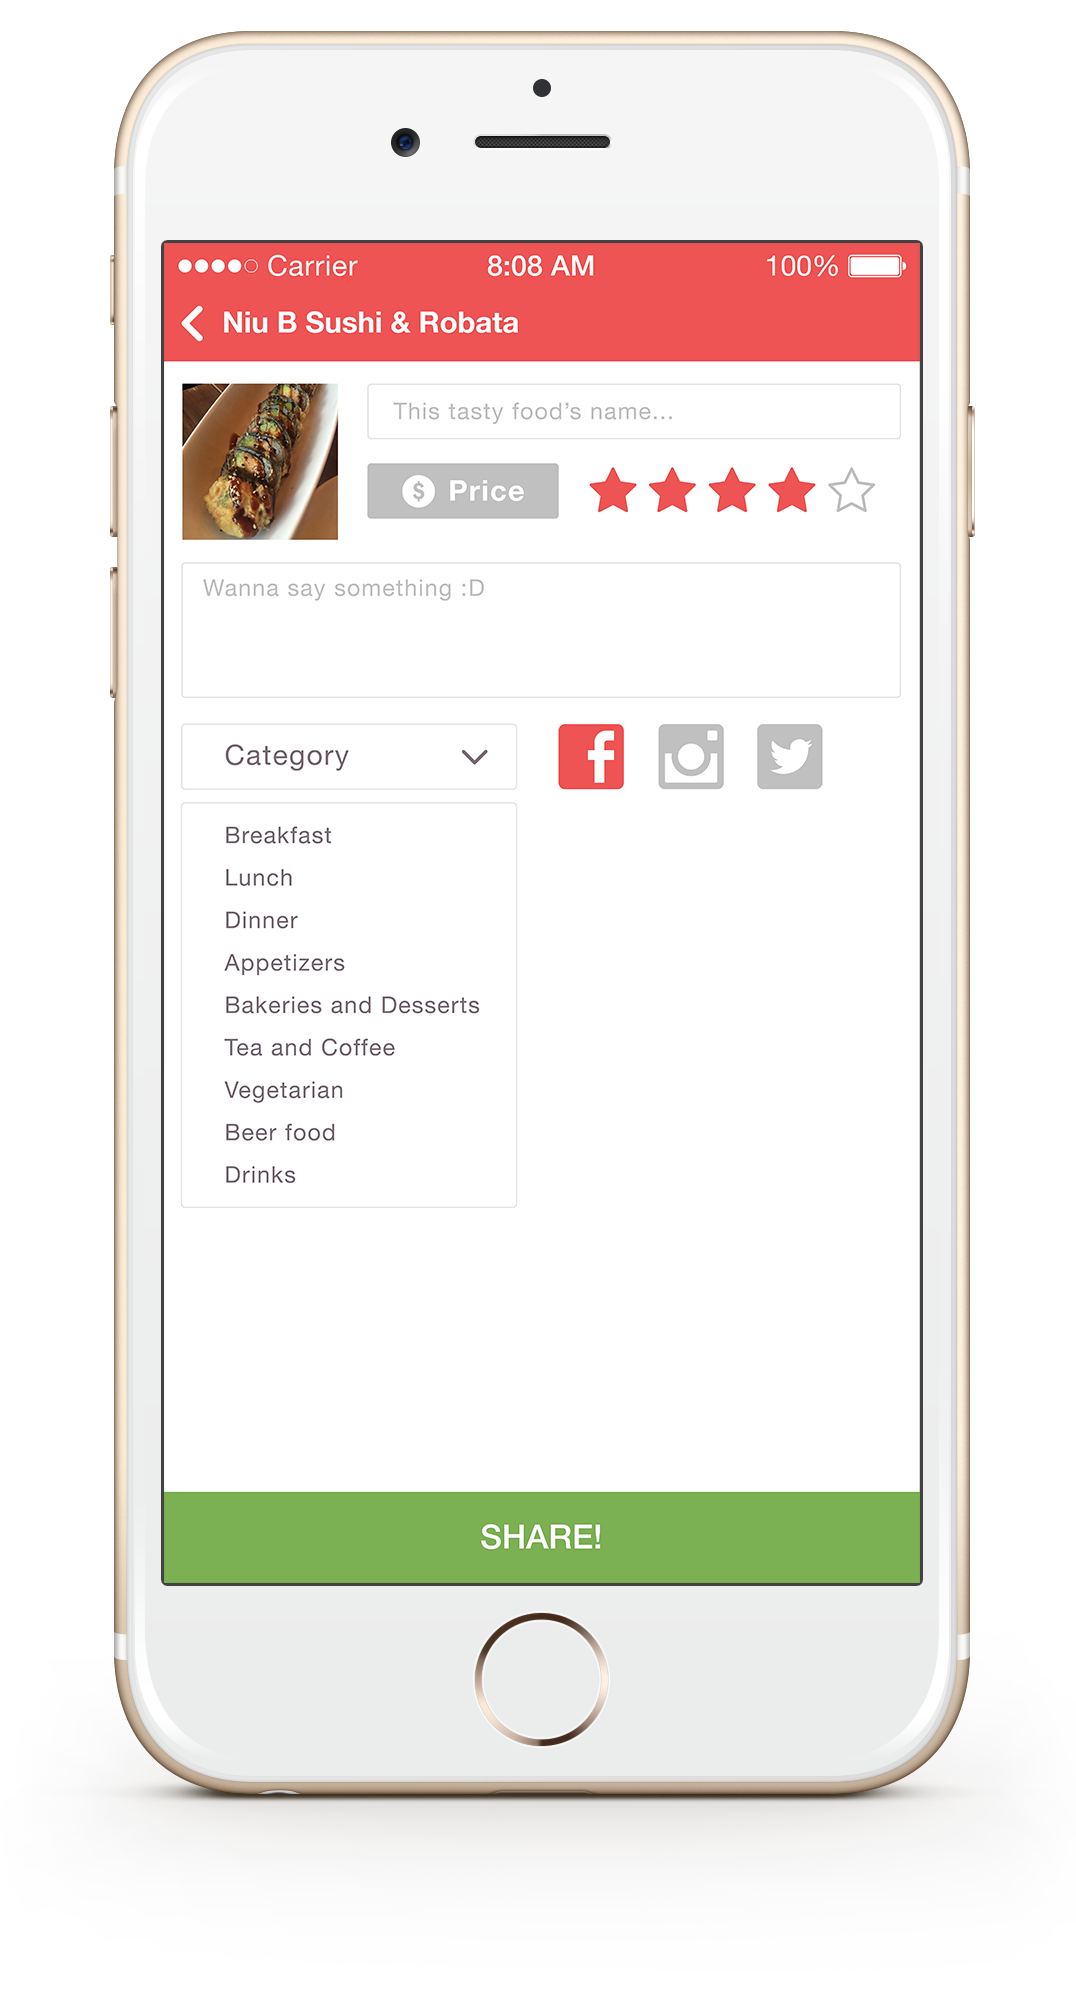 Carrier 8:08 AM 100%
Niu B Sushi & Robata
This tasty food’s name...
$ Price
Wanna say something :D
Category
Breakfast
Lunch
Dinner
Appetizers
Bakeries and Desserts
Tea and Coffee
Vegetarian
Beer food
Drinks
SHARE!